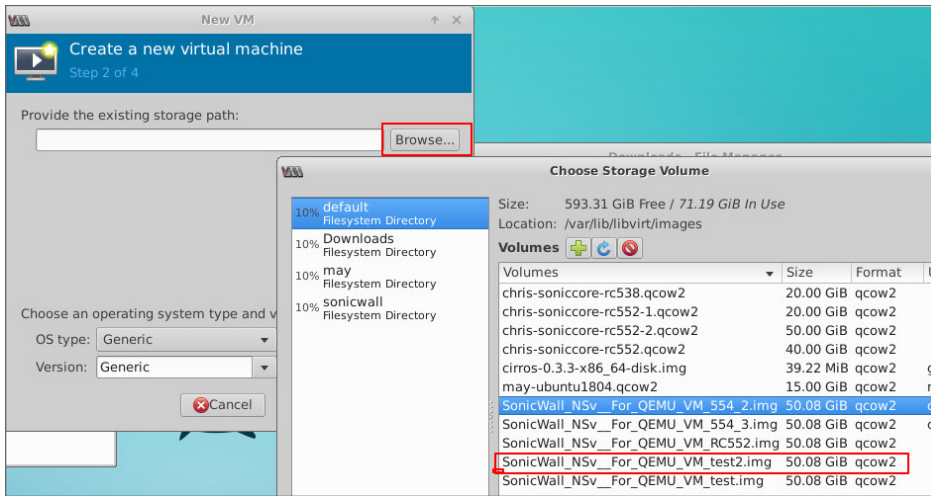 New VM
Create a new virtual machine
Step 2 of 4
Provide the existing storage path:
Browse...
Choose an operating system type and v
OS type: Generic
Version: Generic
Cancel
Downloads - File Manager
Choose Storage Volume
10% default
Filesystem Directory
10% Downloads
Filesystem Directory
10% may
Filesystem Directory
10% sonicwall
Filesystem Directory
Size: 593.31 GiB Free / 71.19 GiB In Use
Location: /var/lib/libvirt/images
Volumes
Volumes Size Format
chris-soniccore-rc538.qcow2 20.00 GiB qcow2
chris-soniccore-rc552-1.qcow2 20.00 GiB qcow2
chris-soniccore-rc552-2.qcow2 50.00 GiB qcow2
chris-soniccore-rc552.qcow2 40.00 GiB qcow2
cirros-0.3.3-x86_64-disk.img 39.22 MiB qcow2
may-ubuntu1804.qcow2 15.00 GiB qcow2
SonicWall_NSv__For_QEMU_VM_554_2.img 50.08 GiB qcow2
SonicWall_NSv__For_QEMU_VM_554_3.img 50.08 GiB qcow2
SonicWall_NSv__For_QEMU_VM_RC552.img 50.08 GiB qcow2
SonicWall_NSv__For_QEMU_VM_test2.img 50.08 GiB qcow2
SonicWall_NSv__For_QEMU_VM_test.img 50.08 GiB qcow2